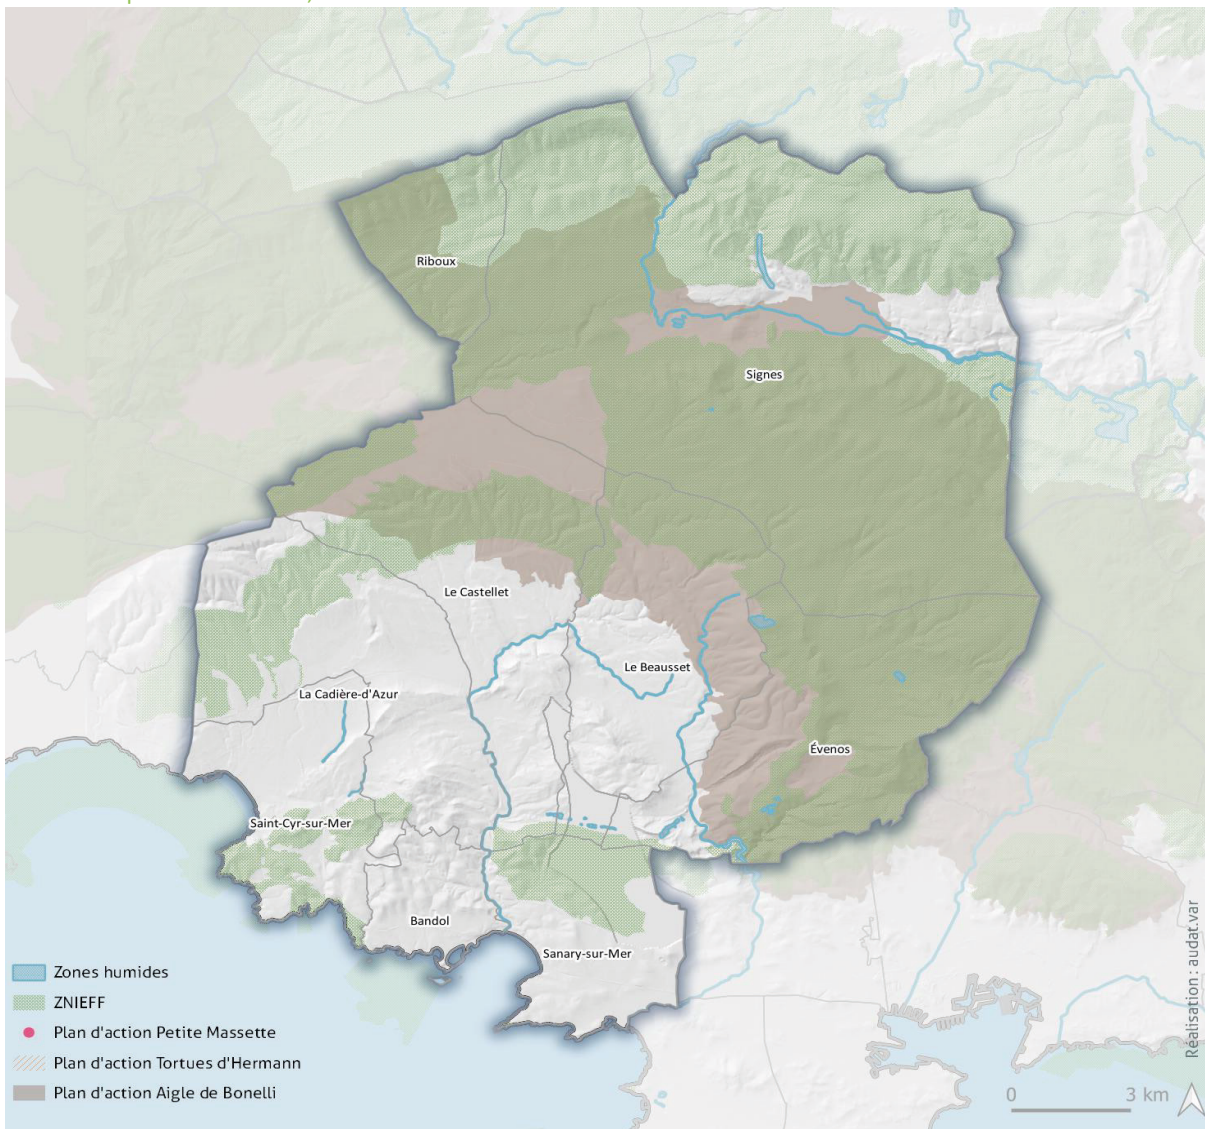 Riboux
Signes
Le Castellet
Le Beausset
La Cadière-d'Azur
Évenos
Saint-Cyr-sur-Mer
Bandol
Sanary-sur-Mer
Zones humides
ZNIEFF
Plan d'action Petite Massette
Plan d'action Tortues d'Hermann
Plan d'action Aigle de Bonelli
0 3 km
Réalisation : audat.var